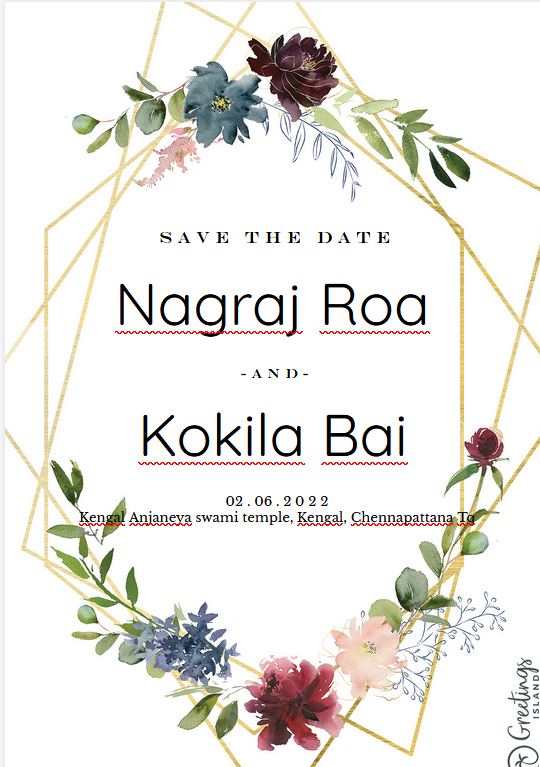 SAVE THE DATE
Nagraj Roa
-AND-
Kokila Bai
02.06.2022
Kengal Anjaneya swami temple, Kengal, Chennapattana Tq
Greetings
ISLAND